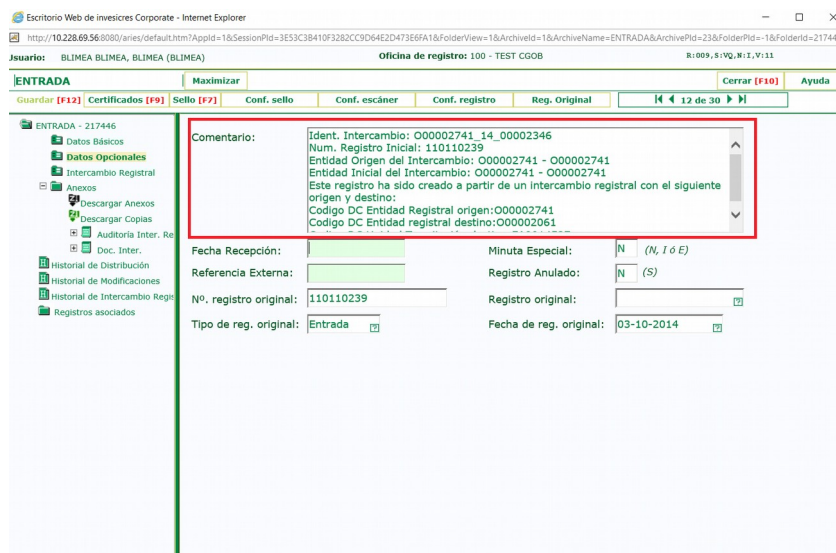 Escritorio Web de invesicres Corporate - Internet Explorer
http://10.228.69.56:8080/aries/default.htm?AppId=1&SessionPId=3E53C38410F3282CC9D64E2D473E6FA1&FolderView=1&ArchiveId=1&ArchiveName=ENTRADA&ArchivePId=23&FolderPId=-1&FolderId=21744
Usuario: BLIMEA BLIMEA, BLIMEA (BLIMEA) Oficina de registro: 100 - TEST CGOB R:009,S:VQ,N:I,V:11
ENTRADA Maximizar Cerrar [F10] Ayuda
Guardar [F12] Certificados [F9] Sello [F7] Conf. sello Conf. escáner Conf. registro Reg. Original 12 de 30
ENTRADA - 217446
Datos Básicos
Datos Opcionales
Intercambio Registral
Anexos
Descargar Anexos
Descargar Copias
Auditoría Inter. Re
Doc. Inter.
Historial de Distribución
Historial de Modificaciones
Historial de Intercambio Regis
Registros asociados
Comentario:
Ident. Intercambio: O00002741_14_00002346
Num. Registro Inicial: 110110239
Entidad Origen del Intercambio: O00002741 - O00002741
Entidad Inicial del Intercambio: O00002741 - O00002741
Este registro ha sido creado a partir de un intercambio registral con el siguiente
origen y destino:
Codigo DC Entidad Registral origen:O00002741
Codigo DC Entidad registral destino:O00002061
Fecha Recepción: Minuta Especial: N (N, I ó E)
Referencia Externa: Registro Anulado: N (S)
Nº. registro original: 110110239 Registro original:
Tipo de reg. original: Entrada Fecha de reg. original: 03-10-2014